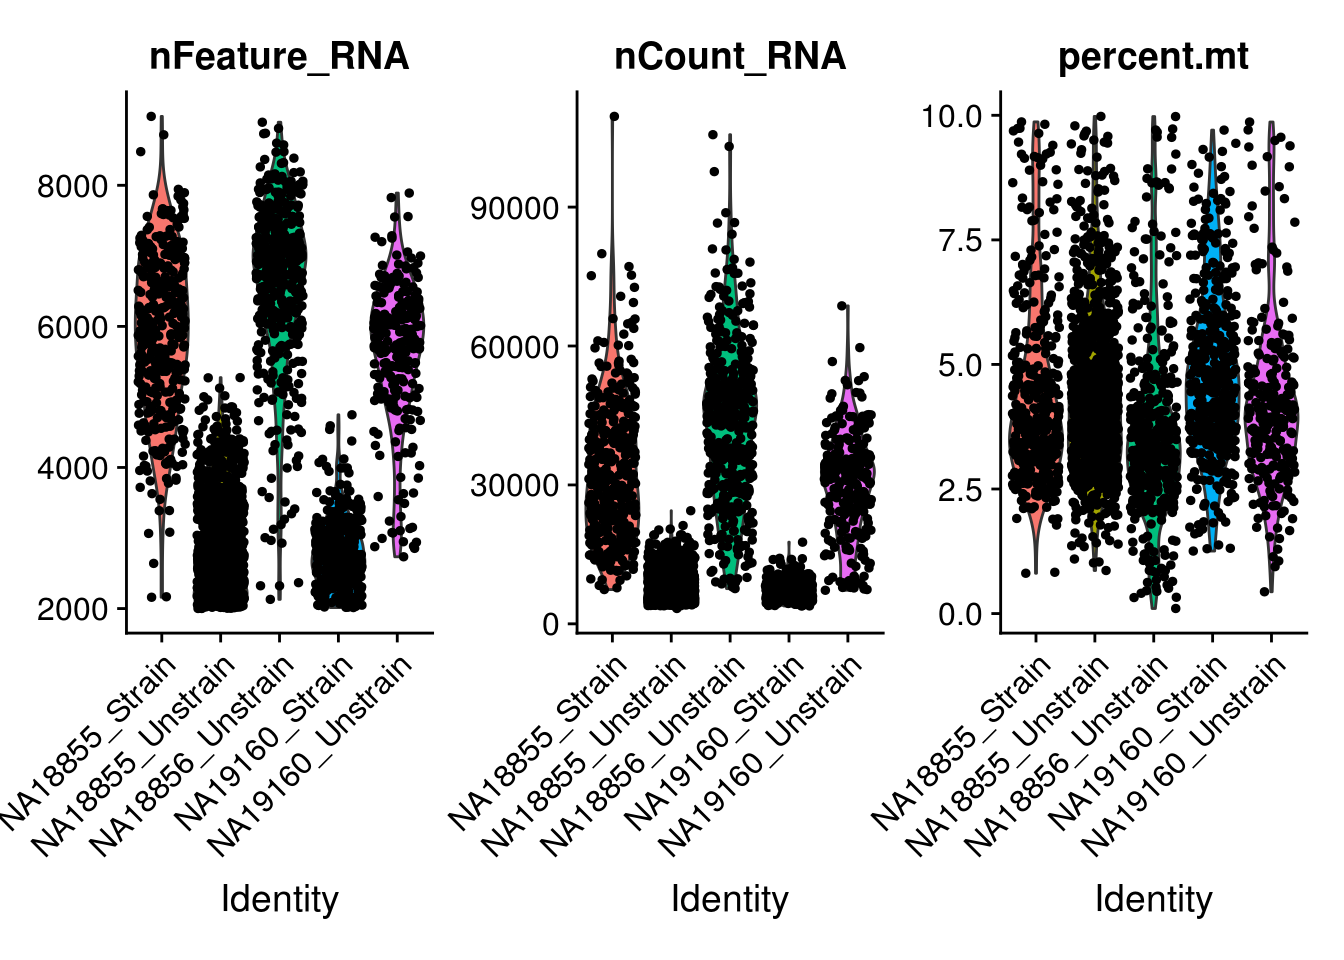 nFeature_RNA
8000
6000
4000
2000
NA18855_Strain
NA18855_Unstrain
NA18856_Unstrain
NA19160_Strain
NA19160_Unstrain
Identity
nCount_RNA
90000
60000
30000
0
NA18855_Strain
NA18855_Unstrain
NA18856_Unstrain
NA19160_Strain
NA19160_Unstrain
Identity
percent.mt
10.0
7.5
5.0
2.5
0.0
NA18855_Strain
NA18855_Unstrain
NA18856_Unstrain
NA19160_Strain
NA19160_Unstrain
Identity